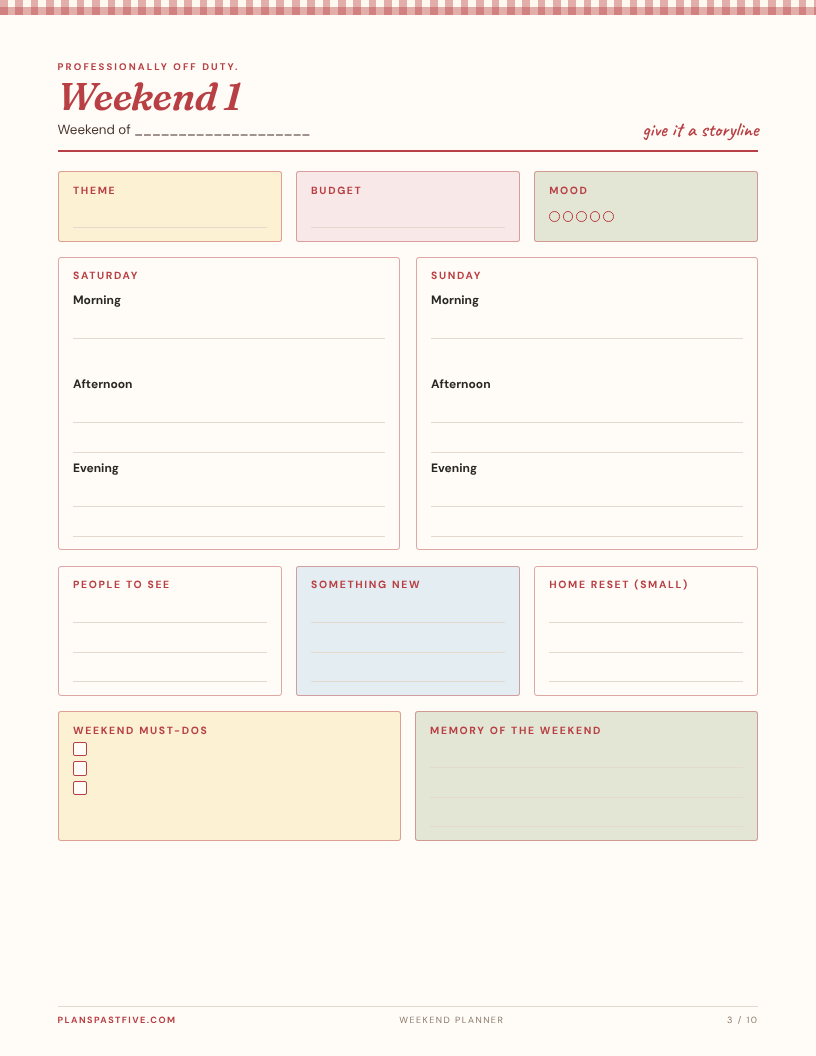 PROFESSIONALLY OFF DUTY.
Weekend 1
Weekend of ____________________
give it a storyline
THEME
BUDGET
MOOD
SATURDAY
Morning
Afternoon
Evening
SUNDAY
Morning
Afternoon
Evening
PEOPLE TO SEE
SOMETHING NEW
HOME RESET (SMALL)
WEEKEND MUST-DOS
MEMORY OF THE WEEKEND
PLANSPASTFIVE.COM
WEEKEND PLANNER
3 / 10